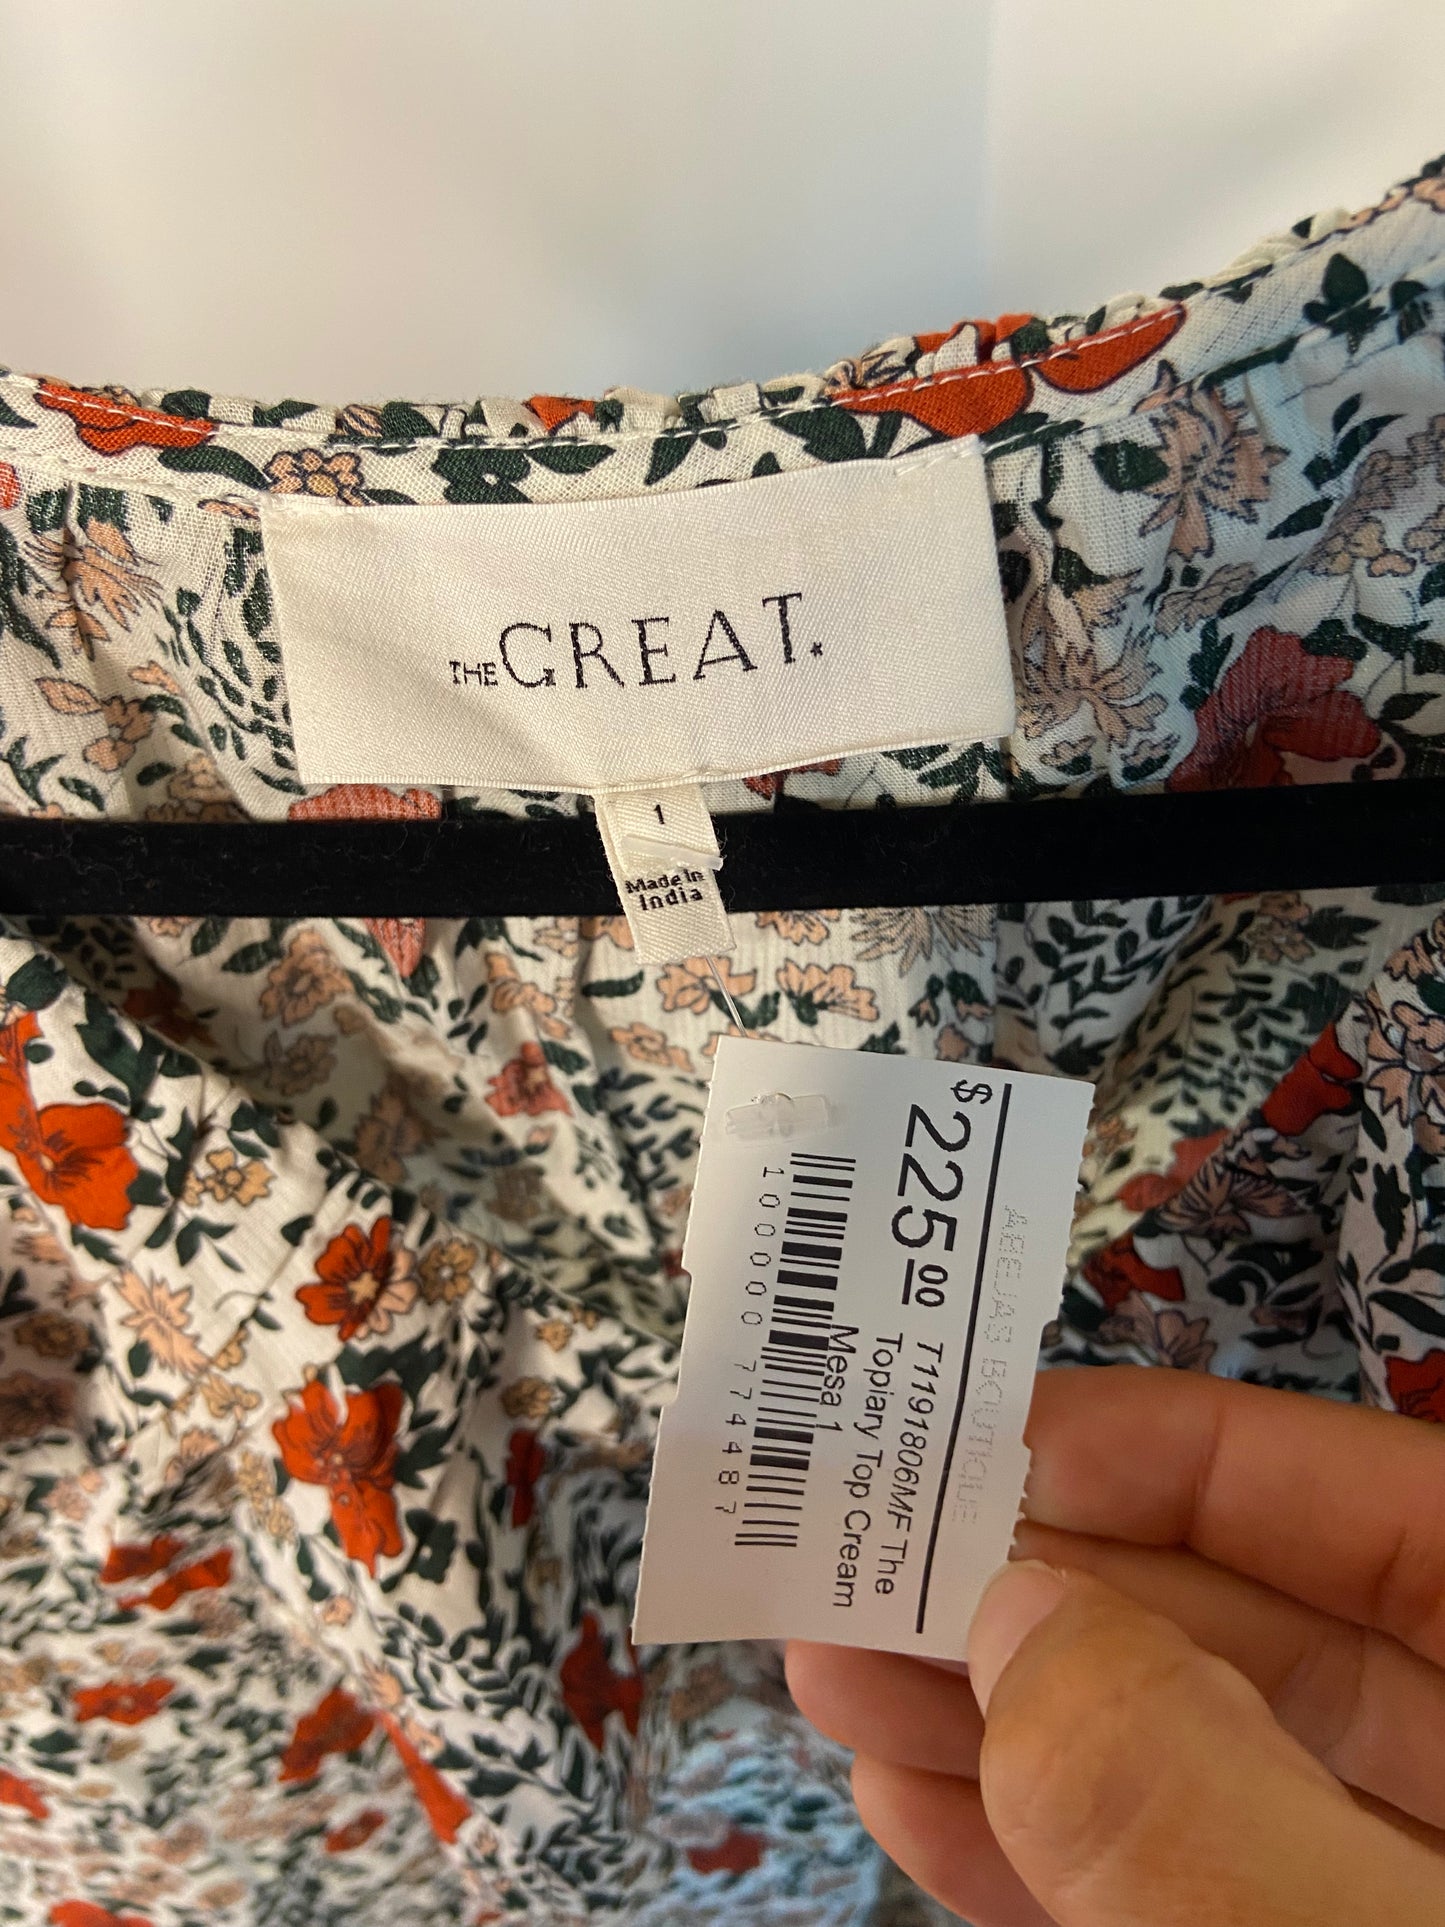 THE GREAT.
1
Made in
India
ABEJAS BOUTIQUE
$225.00
T1191806MF The
Topiary Top Cream
Mesa 1
100000774487